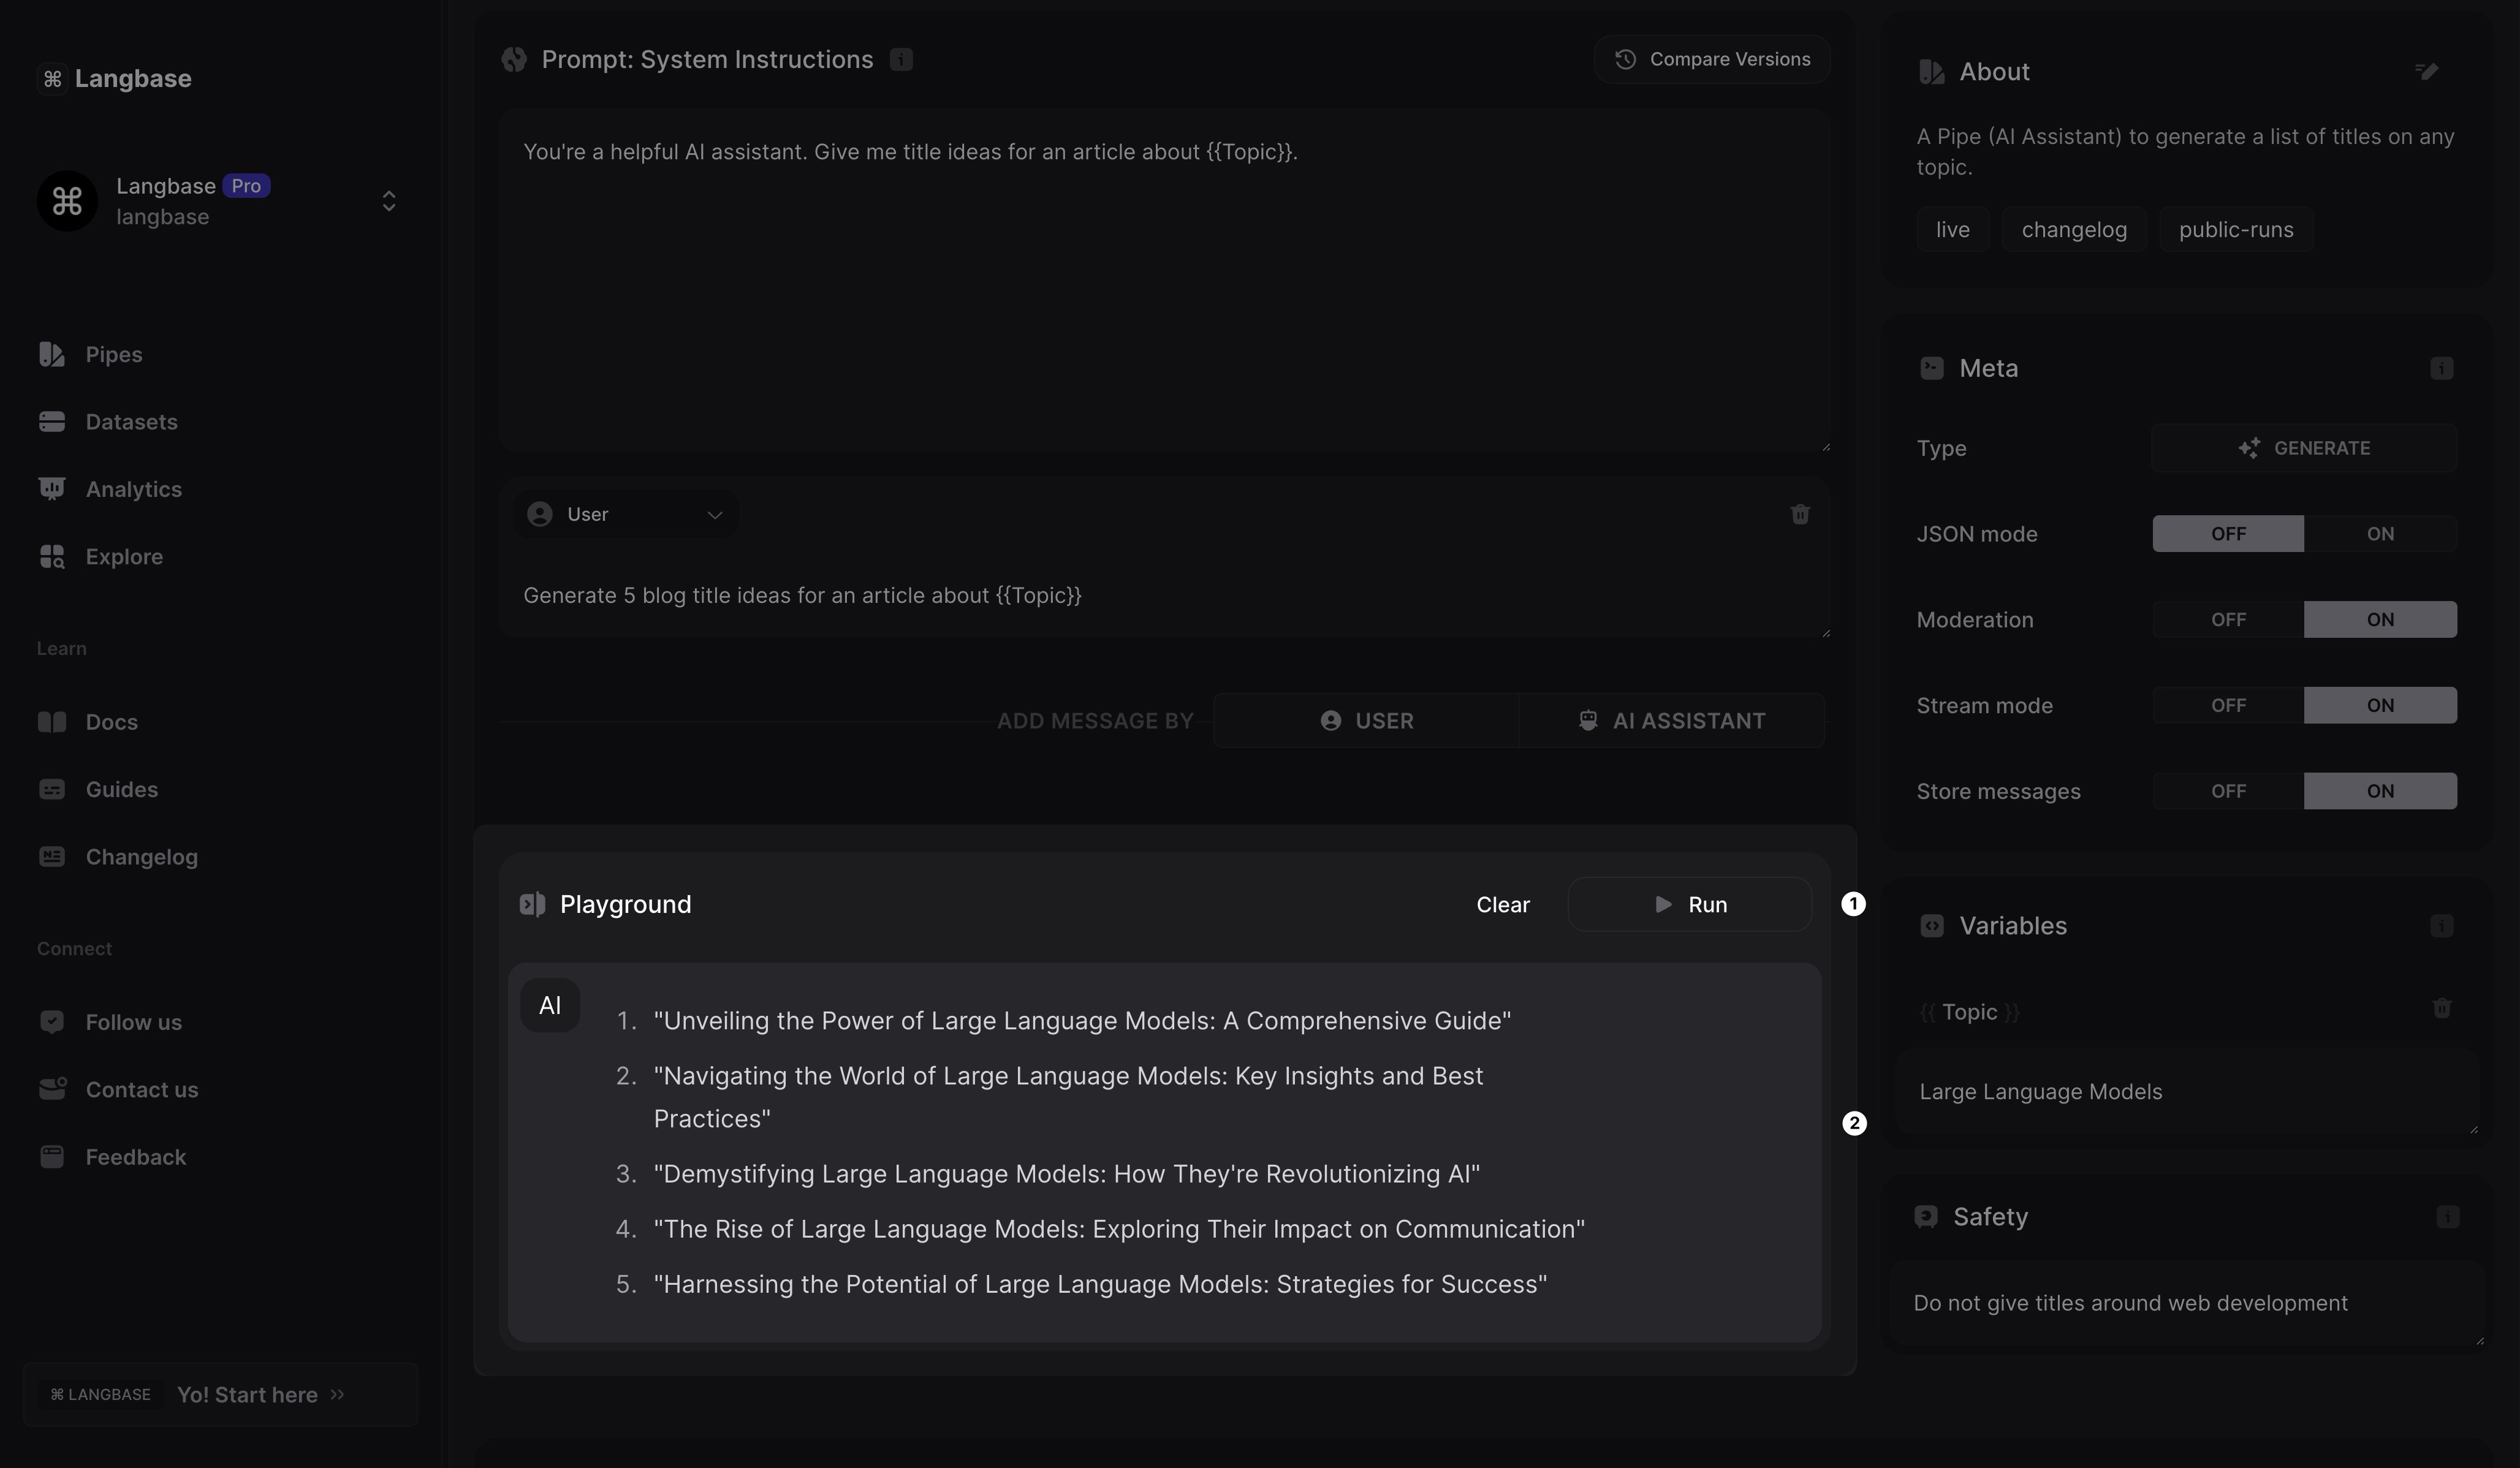 Langbase
Langbase Pro
langbase
Pipes
Datasets
Analytics
Explore
Learn
Docs
Guides
Changelog
Connect
Follow us
Contact us
Feedback
⌘ LANGBASE Yo! Start here »
Prompt: System Instructions
Compare Versions
You're a helpful AI assistant. Give me title ideas for an article about {{Topic}}.
User
Generate 5 blog title ideas for an article about {{Topic}}
ADD MESSAGE BY USER AI ASSISTANT
Playground
Clear Run 1
AI
1. "Unveiling the Power of Large Language Models: A Comprehensive Guide"
2. "Navigating the World of Large Language Models: Key Insights and Best
Practices"
2
3. "Demystifying Large Language Models: How They're Revolutionizing AI"
4. "The Rise of Large Language Models: Exploring Their Impact on Communication"
5. "Harnessing the Potential of Large Language Models: Strategies for Success"
About
A Pipe (AI Assistant) to generate a list of titles on any
topic.
live changelog public-runs
Meta
Type GENERATE
JSON mode OFF ON
Moderation OFF ON
Stream mode OFF ON
Store messages OFF ON
Variables
{{ Topic }}
Large Language Models
Safety
Do not give titles around web development